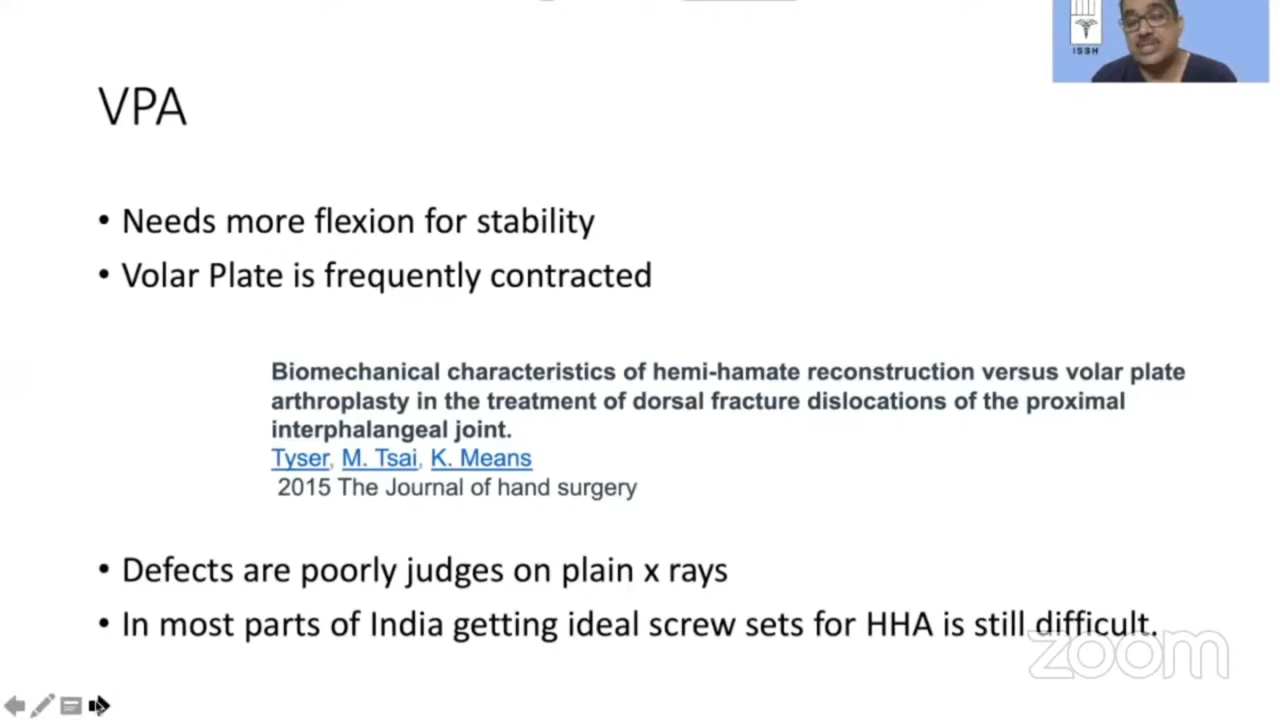 ISSH
VPA
• Needs more flexion for stability
• Volar Plate is frequently contracted
Biomechanical characteristics of hemi-hamate reconstruction versus volar plate
arthroplasty in the treatment of dorsal fracture dislocations of the proximal
interphalangeal joint.
Tyser, M. Tsai, K. Means
2015 The Journal of hand surgery
• Defects are poorly judges on plain x rays
• In most parts of India getting ideal screw sets for HHA is still difficult.
zoom